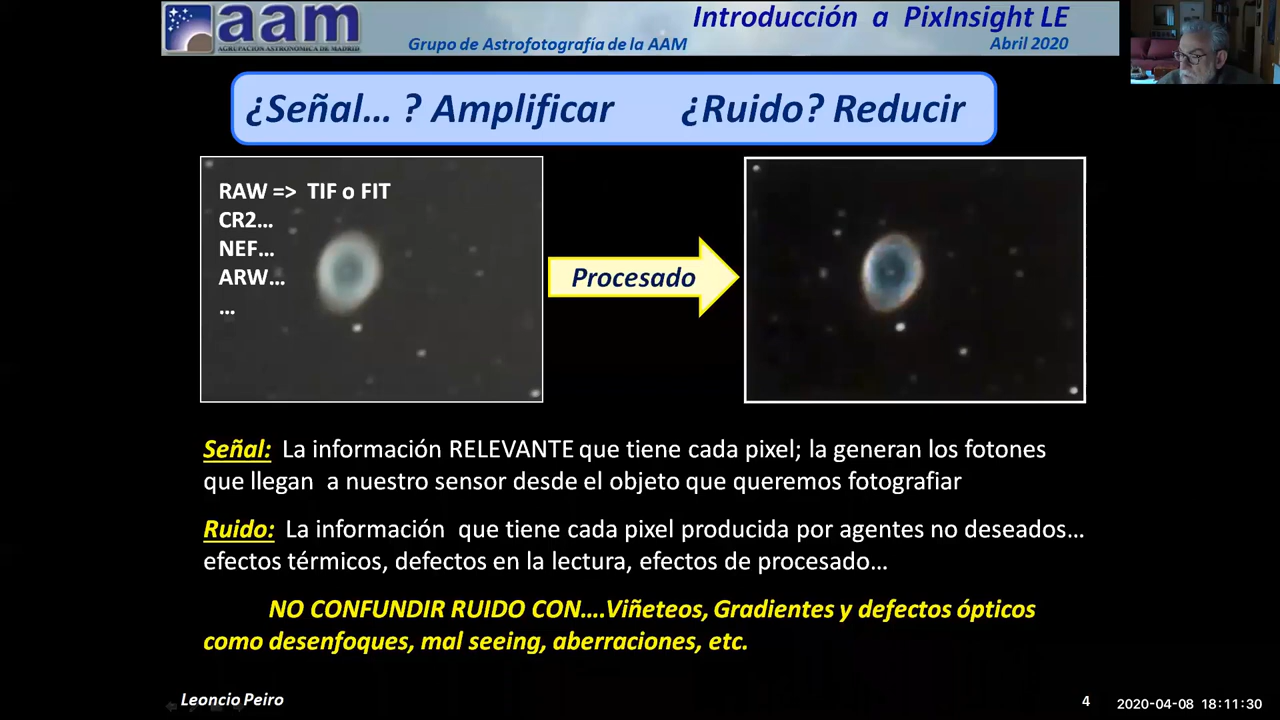 aam
AGRUPACIÓN ASTRONÓMICA DE MADRID
Introducción a PixInsight LE
Grupo de Astrofotografía de la AAM
Abril 2020
¿Señal... ? Amplificar ¿Ruido? Reducir
RAW => TIF o FIT
CR2...
NEF...
ARW...
...
Procesado
Señal: La información RELEVANTE que tiene cada pixel; la generan los fotones
que llegan a nuestro sensor desde el objeto que queremos fotografiar
Ruido: La información que tiene cada pixel producida por agentes no deseados...
efectos térmicos, defectos en la lectura, efectos de procesado...
NO CONFUNDIR RUIDO CON....Viñeteos, Gradientes y defectos ópticos
como desenfoques, mal seeing, aberraciones, etc.
Leoncio Peiro
4
2020-04-08 18:11:30